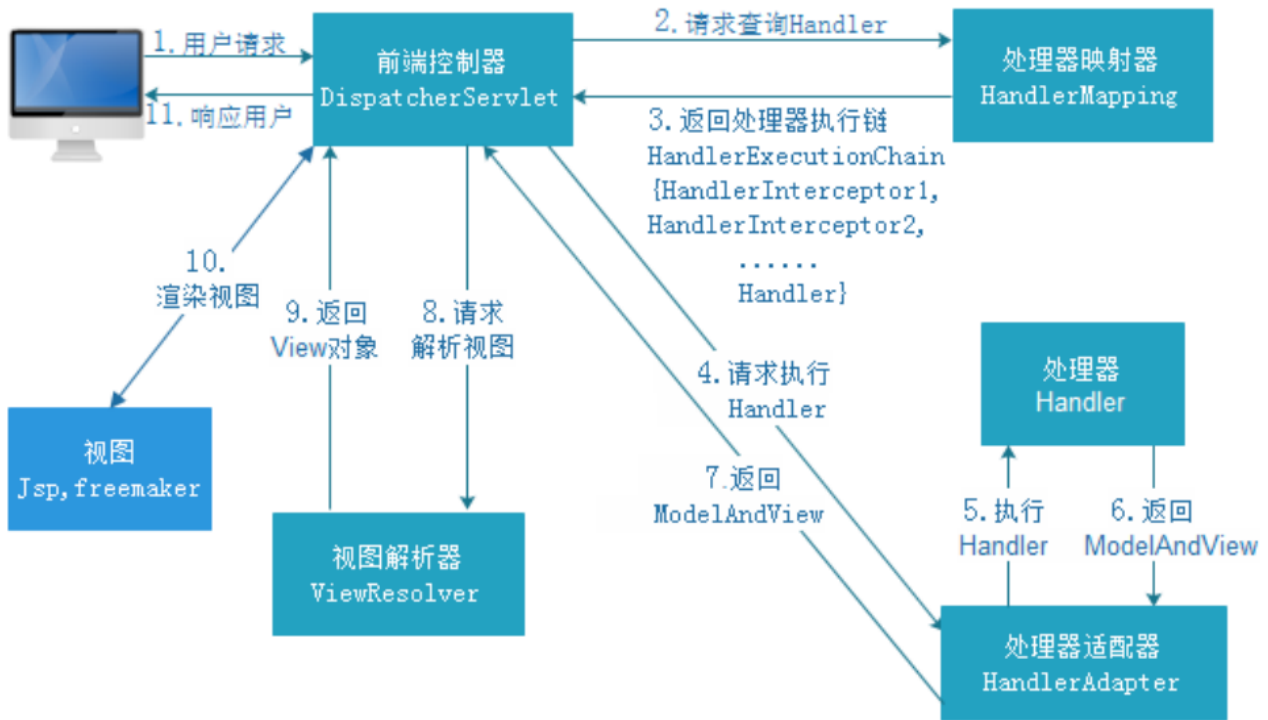 1.用户请求
11.响应用户
前端控制器
DispatcherServlet
2.请求查询Handler
处理器映射器
HandlerMapping
3.返回处理器执行链
HandlerExecutionChain
{HandlerInterceptor1,
HandlerInterceptor2,
......
Handler}
10.
渲染视图
9.返回
View对象
8.请求
解析视图
4.请求执行
Handler
7.返回
ModelAndView
处理器
Handler
5.执行
Handler
6.返回
ModelAndView
视图
Jsp,freemaker
视图解析器
ViewResolver
处理器适配器
HandlerAdapter